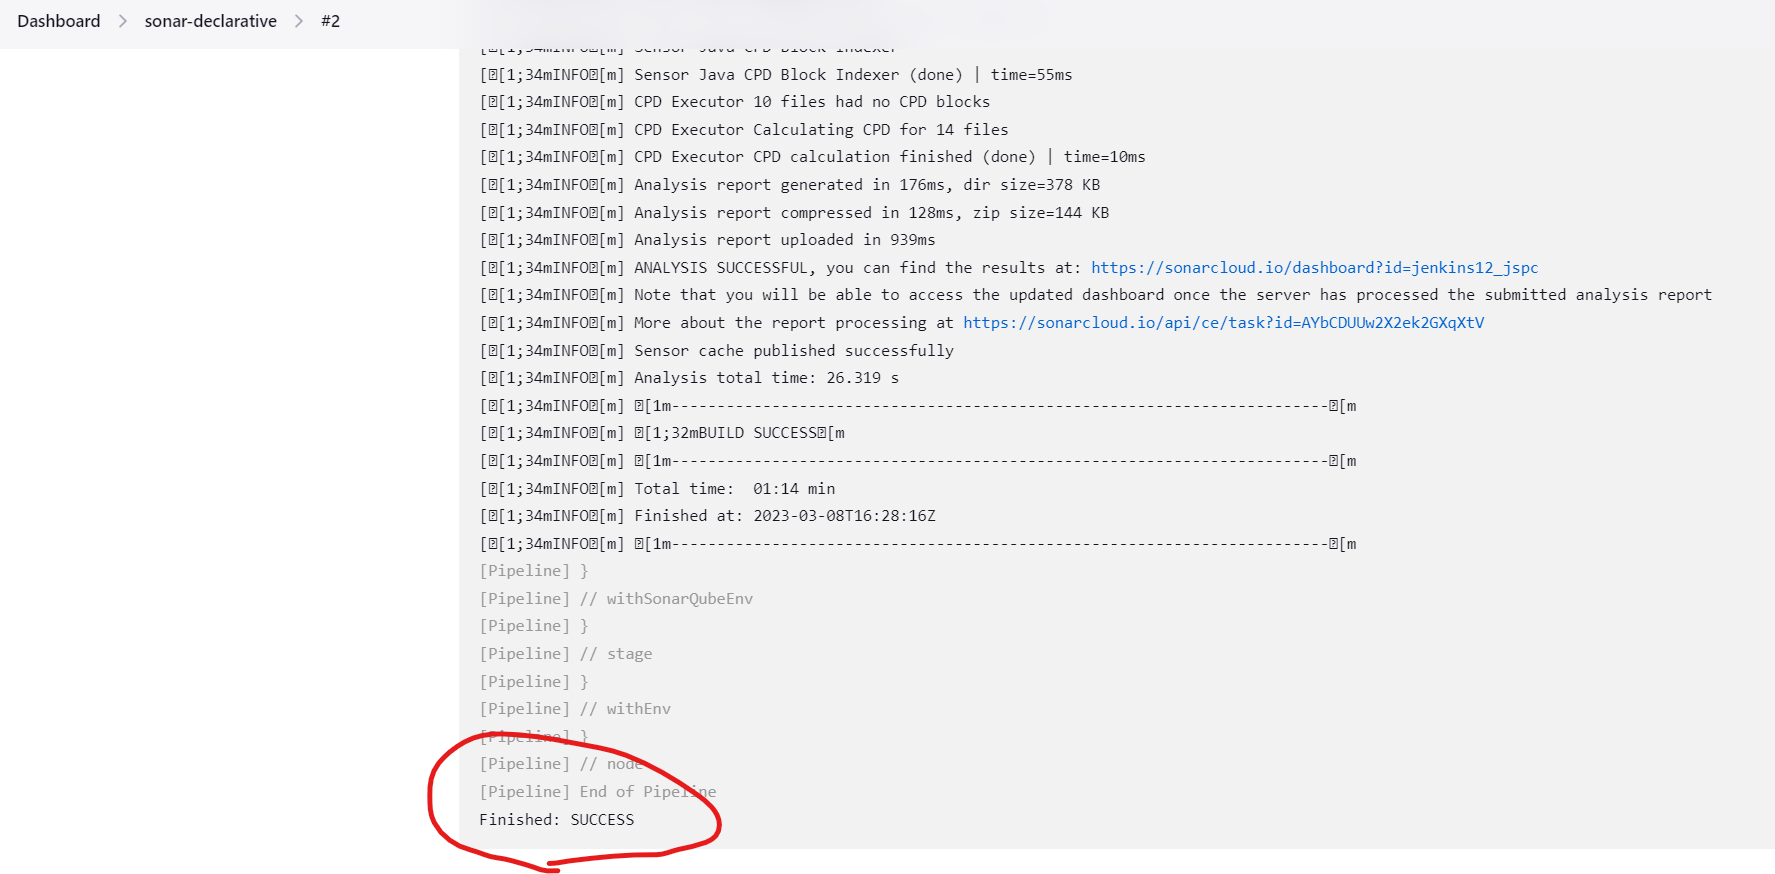 Dashboard > sonar-declarative > #2
[[1;34mINFO[m] Sensor Java CPD Block Indexer
[[1;34mINFO[m] Sensor Java CPD Block Indexer (done) | time=55ms
[[1;34mINFO[m] CPD Executor 10 files had no CPD blocks
[[1;34mINFO[m] CPD Executor Calculating CPD for 14 files
[[1;34mINFO[m] CPD Executor CPD calculation finished (done) | time=10ms
[[1;34mINFO[m] Analysis report generated in 176ms, dir size=378 KB
[[1;34mINFO[m] Analysis report compressed in 128ms, zip size=144 KB
[[1;34mINFO[m] Analysis report uploaded in 939ms
[[1;34mINFO[m] ANALYSIS SUCCESSFUL, you can find the results at: https://sonarcloud.io/dashboard?id=jenkins12_jspc
[[1;34mINFO[m] Note that you will be able to access the updated dashboard once the server has processed the submitted analysis report
[[1;34mINFO[m] More about the report processing at https://sonarcloud.io/api/ce/task?id=AYbCDUUw2X2ek2GXqXtV
[[1;34mINFO[m] Sensor cache published successfully
[[1;34mINFO[m] Analysis total time: 26.319 s
[[1;34mINFO[m] [1m------------------------------------------------------------------------[m
[[1;34mINFO[m] [1;32mBUILD SUCCESS[m
[[1;34mINFO[m] [1m------------------------------------------------------------------------[m
[[1;34mINFO[m] Total time:  01:14 min
[[1;34mINFO[m] Finished at: 2023-03-08T16:28:16Z
[[1;34mINFO[m] [1m------------------------------------------------------------------------[m
[Pipeline] }
[Pipeline] // withSonarQubeEnv
[Pipeline] }
[Pipeline] // stage
[Pipeline] }
[Pipeline] // withEnv
[Pipeline] }
[Pipeline] // node
[Pipeline] End of Pipeline
Finished: SUCCESS